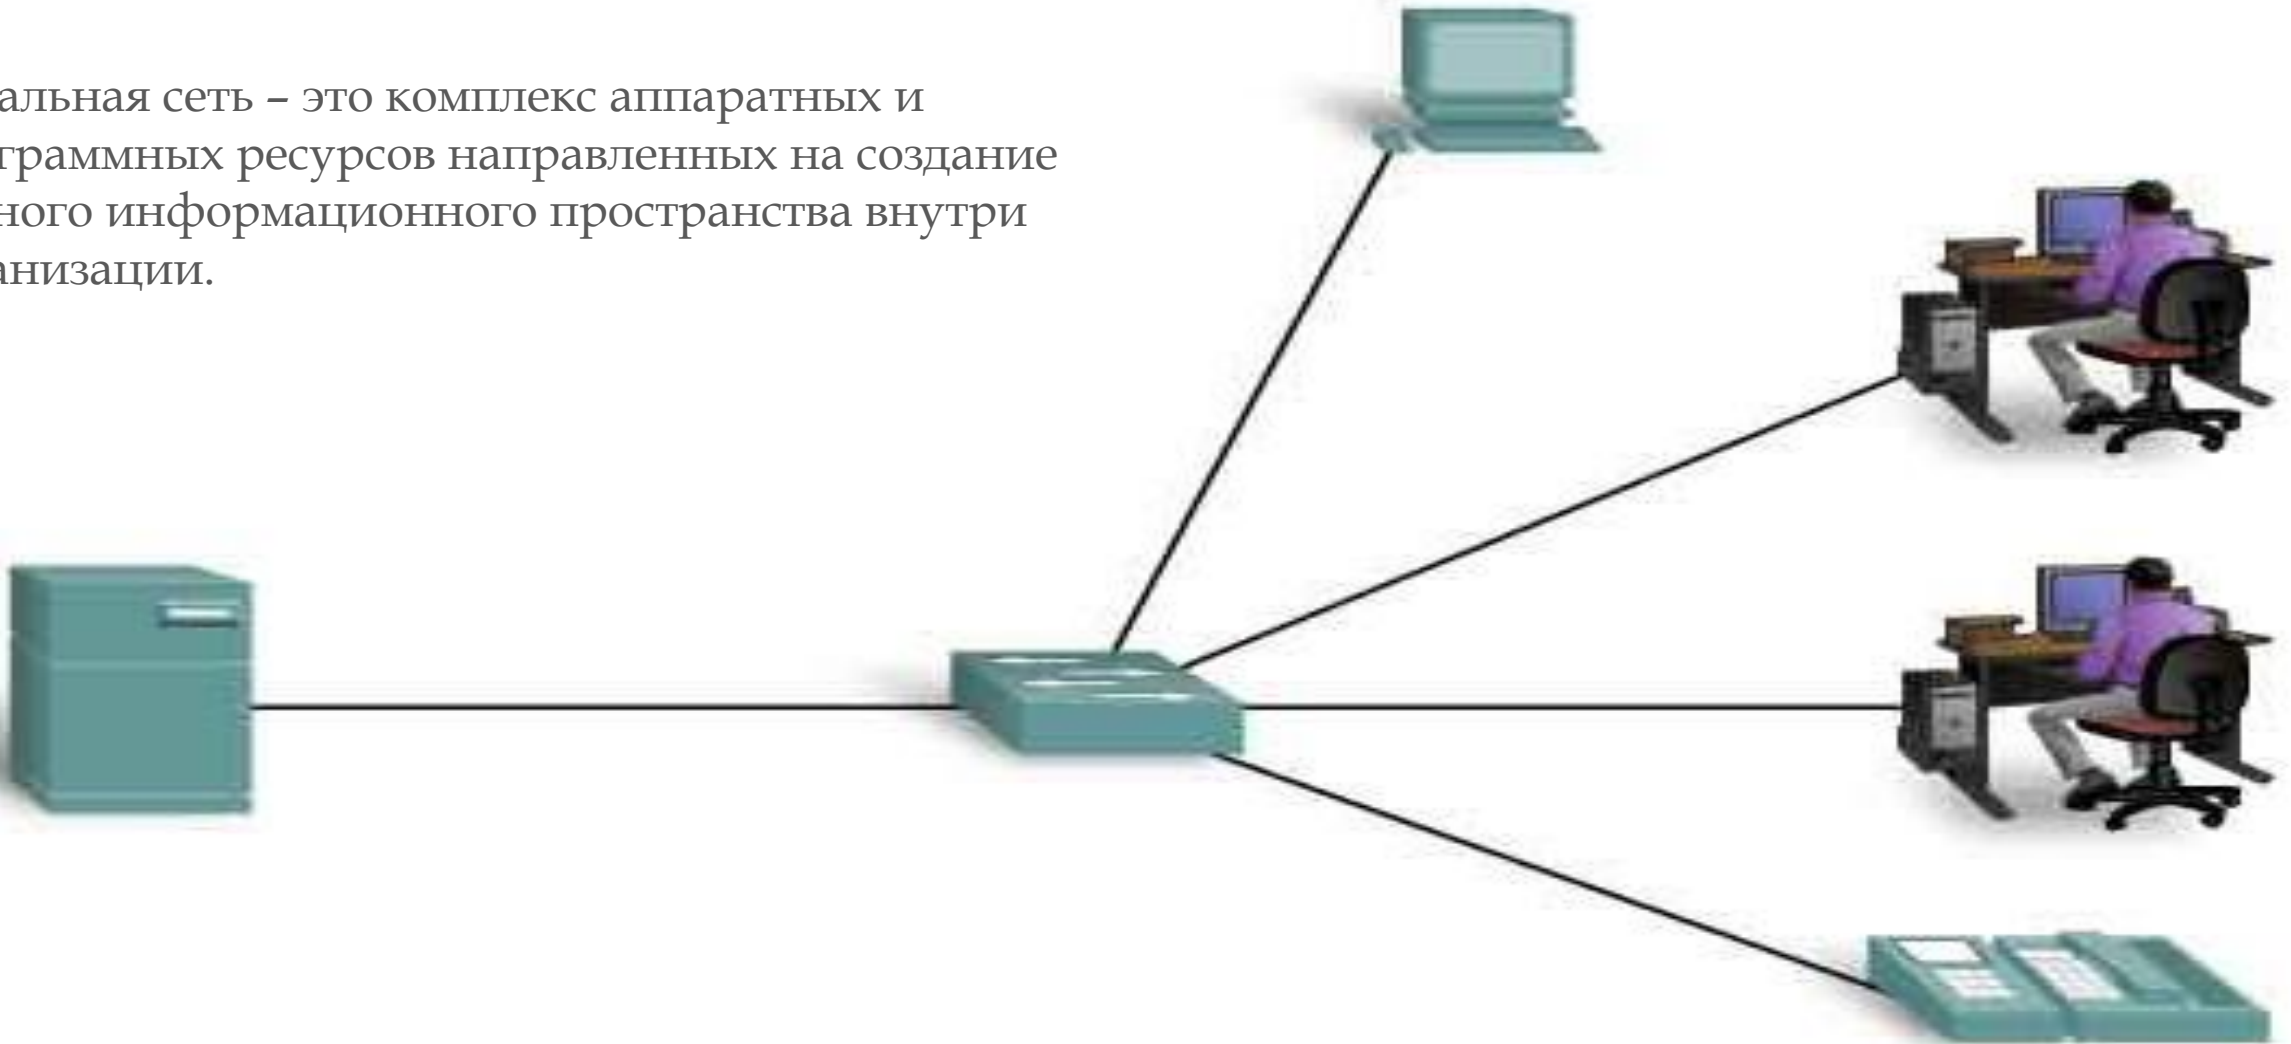 альная сеть – это комплекс аппаратных и
граммных ресурсов направленных на создание
ного информационного пространства внутри
анизации.